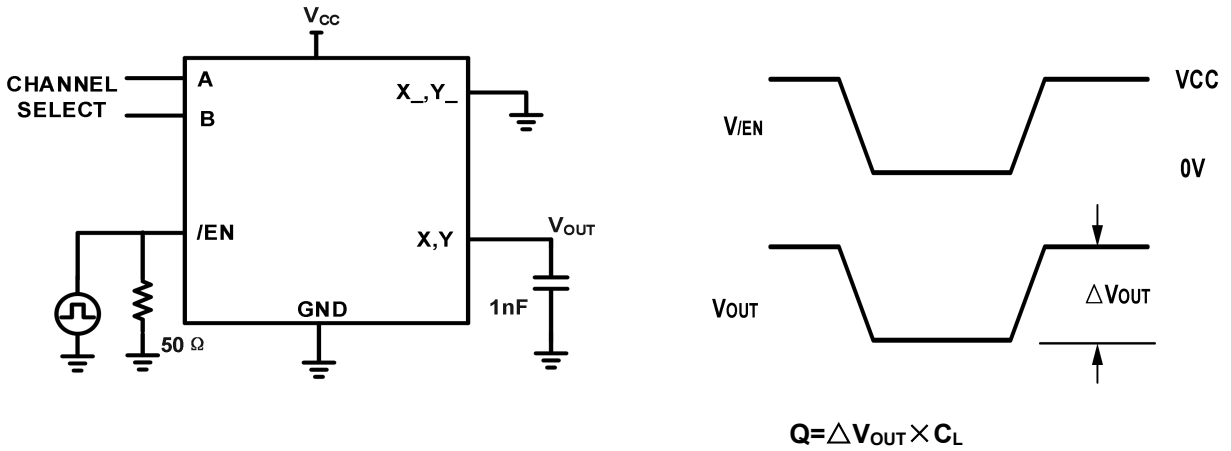 VCC
CHANNEL
SELECT
A
B
X_,Y_
/EN
X,Y
VOUT
GND
1nF
50 Ω
V/EN
VCC
0V
VOUT
△VOUT
Q=△VOUT×CL